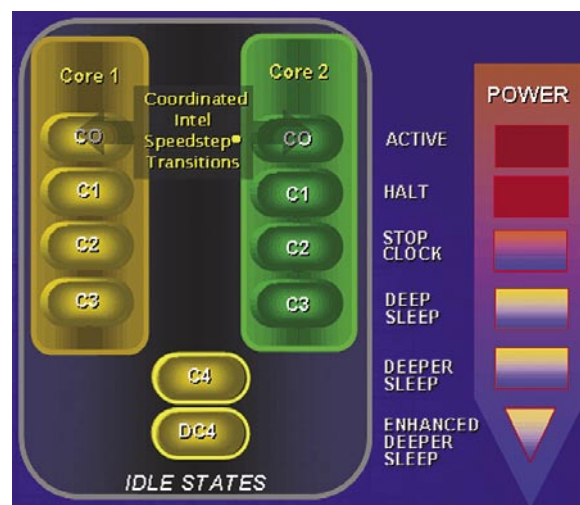 Core 1
Core 2
Coordinated
Intel
Speedstep®
Transitions
POWER
C0
C0
ACTIVE
C1
C1
HALT
C2
C2
STOP
CLOCK
C3
C3
DEEP
SLEEP
C4
DEEPER
SLEEP
DC4
ENHANCED
DEEPER
SLEEP
IDLE STATES